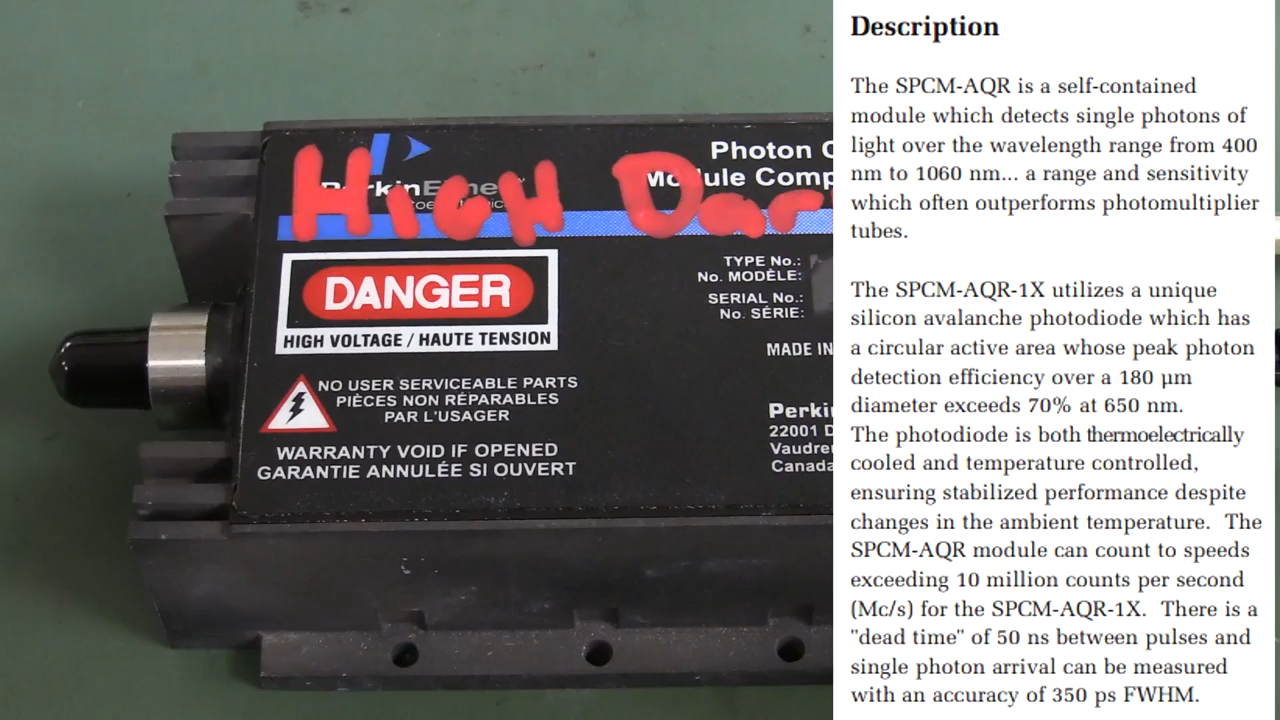 High Dar
Photon C
Module Comp
DANGER
HIGH VOLTAGE / HAUTE TENSION
NO USER SERVICEABLE PARTS
PIÈCES NON RÉPARABLES
PAR L'USAGER
WARRANTY VOID IF OPENED
GARANTIE ANNULÉE SI OUVERT
TYPE No.:
No. MODÈLE:
SERIAL No.:
No. SÉRIE:
MADE IN
Perki
22001 D
Vaudre
Canada
Description
The SPCM-AQR is a self-contained
module which detects single photons of
light over the wavelength range from 400
nm to 1060 nm... a range and sensitivity
which often outperforms photomultiplier
tubes.
The SPCM-AQR-1X utilizes a unique
silicon avalanche photodiode which has
a circular active area whose peak photon
detection efficiency over a 180 µm
diameter exceeds 70% at 650 nm.
The photodiode is both thermoelectrically
cooled and temperature controlled,
ensuring stabilized performance despite
changes in the ambient temperature.  The
SPCM-AQR module can count to speeds
exceeding 10 million counts per second
(Mc/s) for the SPCM-AQR-1X.  There is a
"dead time" of 50 ns between pulses and
single photon arrival can be measured
with an accuracy of 350 ps FWHM.